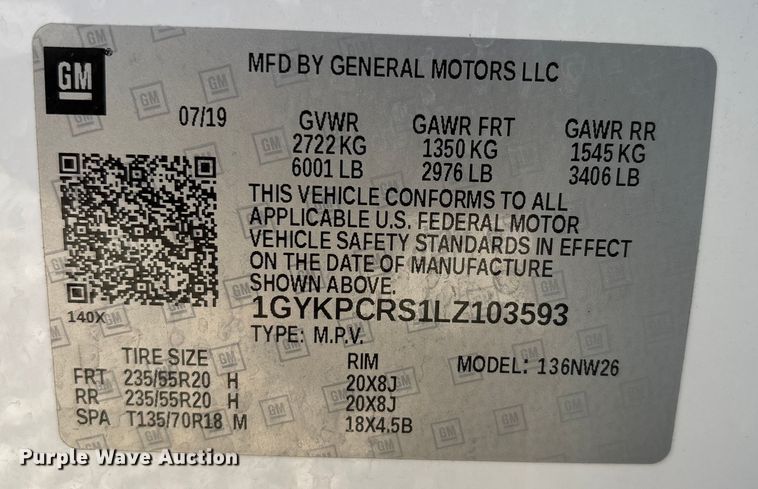 GM
MFD BY GENERAL MOTORS LLC
07/19 GVWR GAWR FRT GAWR RR
2722 KG 1350 KG 1545 KG
6001 LB 2976 LB 3406 LB
THIS VEHICLE CONFORMS TO ALL
APPLICABLE U.S. FEDERAL MOTOR
VEHICLE SAFETY STANDARDS IN EFFECT
ON THE DATE OF MANUFACTURE
SHOWN ABOVE.
140X 1GYKPCRS1LZ103593
TYPE: M.P.V.
TIRE SIZE RIM MODEL: 136NW26
FRT 235/55R20 H 20X8J
RR 235/55R20 H 20X8J
SPA T135/70R18 M 18X4.5B
Purple Wave Auction